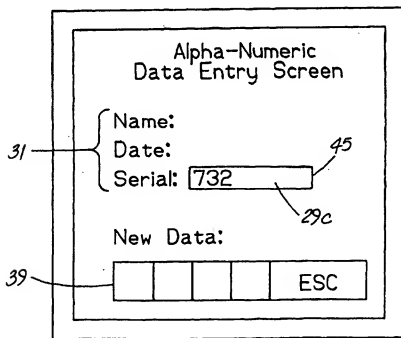 Alpha-Numeric
Data Entry Screen
Name:
Date:
31
Serial: 732
45
29c
New Data:
39
ESC